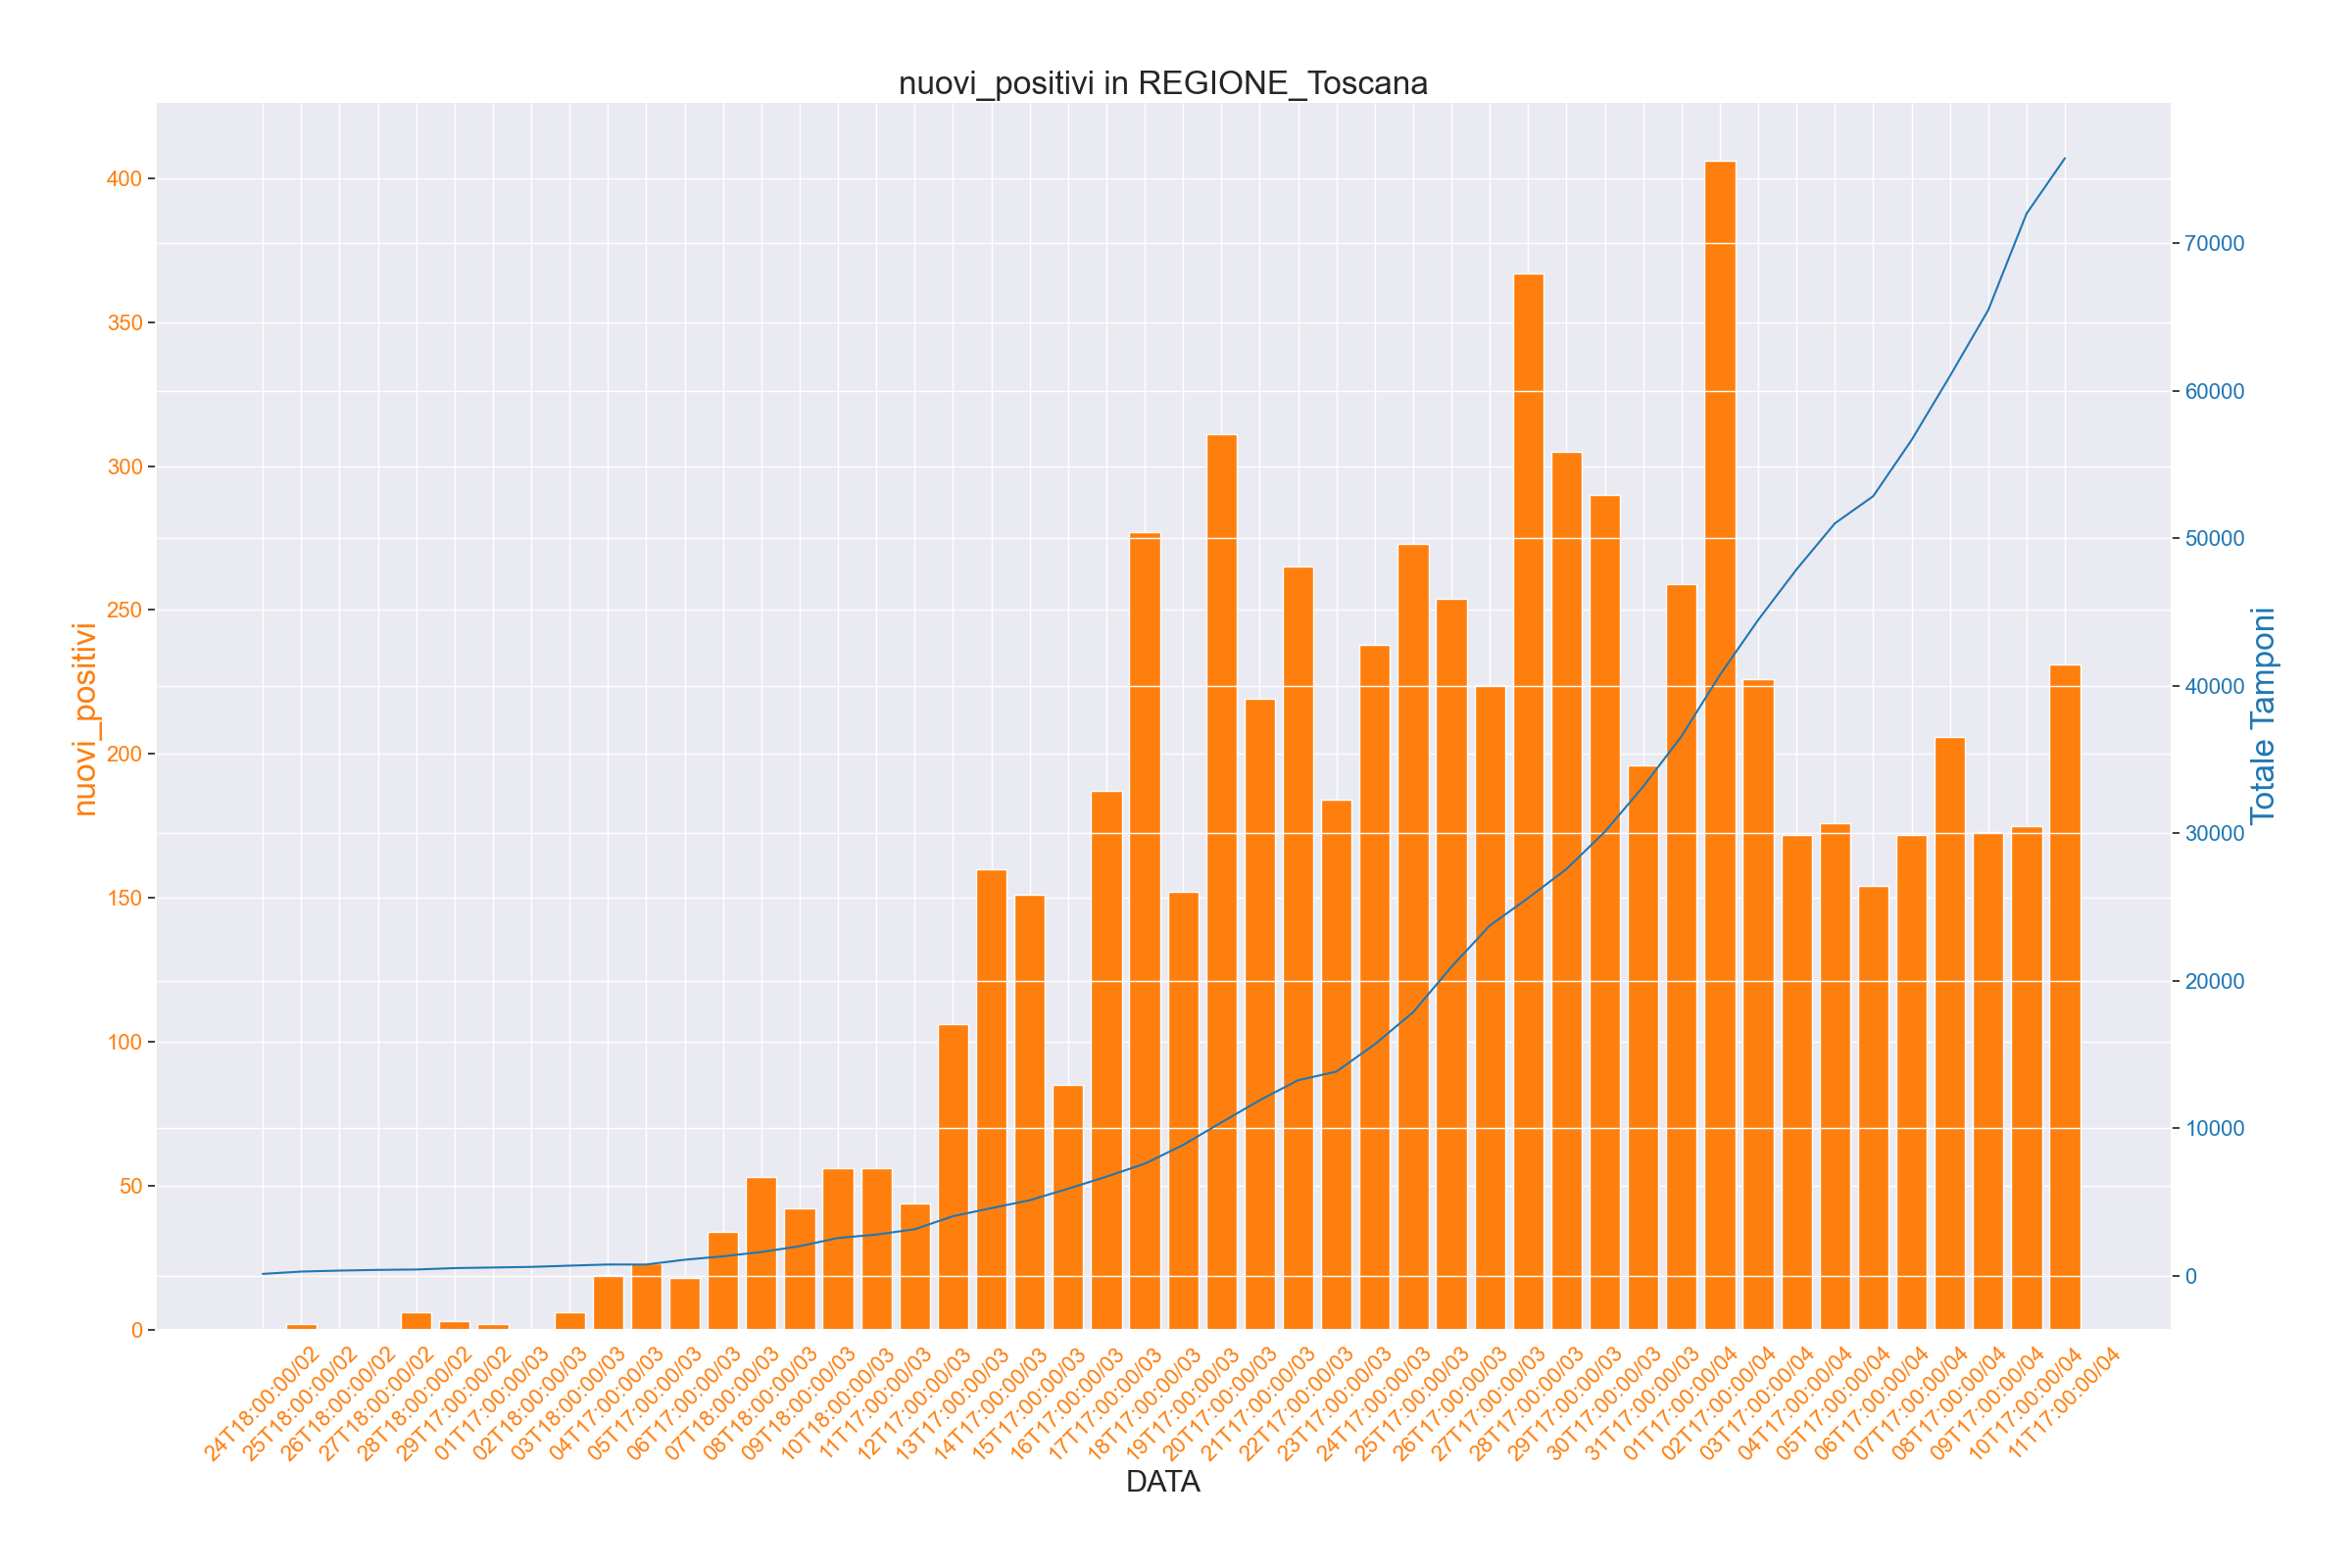 nuovi_positivi in REGIONE_Toscana
nuovi_positivi
400
350
300
250
200
150
100
50
0
70000
60000
50000
40000
30000
20000
10000
0
Totale Tamponi
24T18:00:00/02
25T18:00:00/02
26T18:00:00/02
27T18:00:00/02
28T18:00:00/02
29T17:00:00/02
01T17:00:00/03
02T18:00:00/03
03T18:00:00/03
04T17:00:00/03
05T17:00:00/03
06T17:00:00/03
07T18:00:00/03
08T18:00:00/03
09T18:00:00/03
10T18:00:00/03
11T17:00:00/03
12T17:00:00/03
13T17:00:00/03
14T17:00:00/03
15T17:00:00/03
16T17:00:00/03
17T17:00:00/03
18T17:00:00/03
19T17:00:00/03
20T17:00:00/03
21T17:00:00/03
22T17:00:00/03
23T17:00:00/03
24T17:00:00/03
25T17:00:00/03
26T17:00:00/03
27T17:00:00/03
28T17:00:00/03
29T17:00:00/03
30T17:00:00/03
31T17:00:00/03
01T17:00:00/04
02T17:00:00/04
03T17:00:00/04
04T17:00:00/04
05T17:00:00/04
06T17:00:00/04
07T17:00:00/04
08T17:00:00/04
09T17:00:00/04
10T17:00:00/04
11T17:00:00/04
DATA